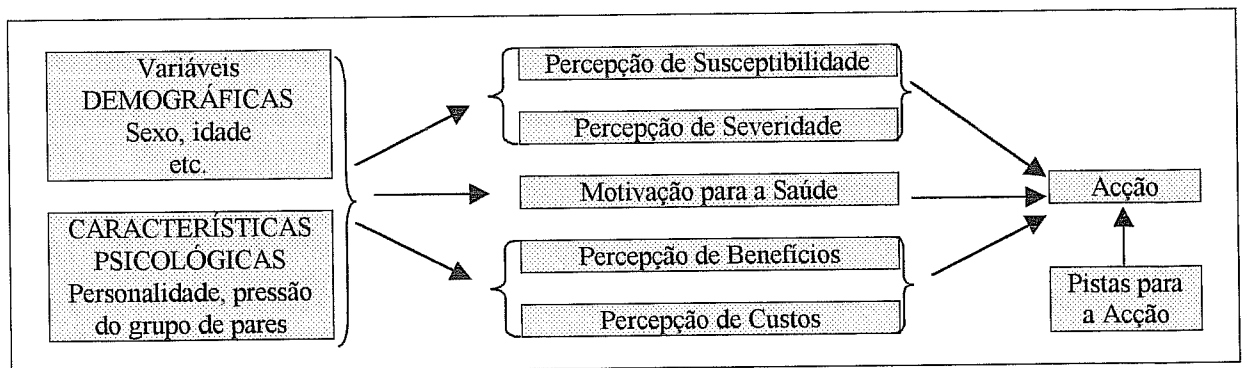 Variáveis
DEMOGRÁFICAS
Sexo, idade
etc.
CARACTERÍSTICAS
PSICOLÓGICAS
Personalidade, pressão
do grupo de pares
Percepção de Susceptibilidade
Percepção de Severidade
Motivação para a Saúde
Percepção de Benefícios
Percepção de Custos
Acção
Pistas para
a Acção